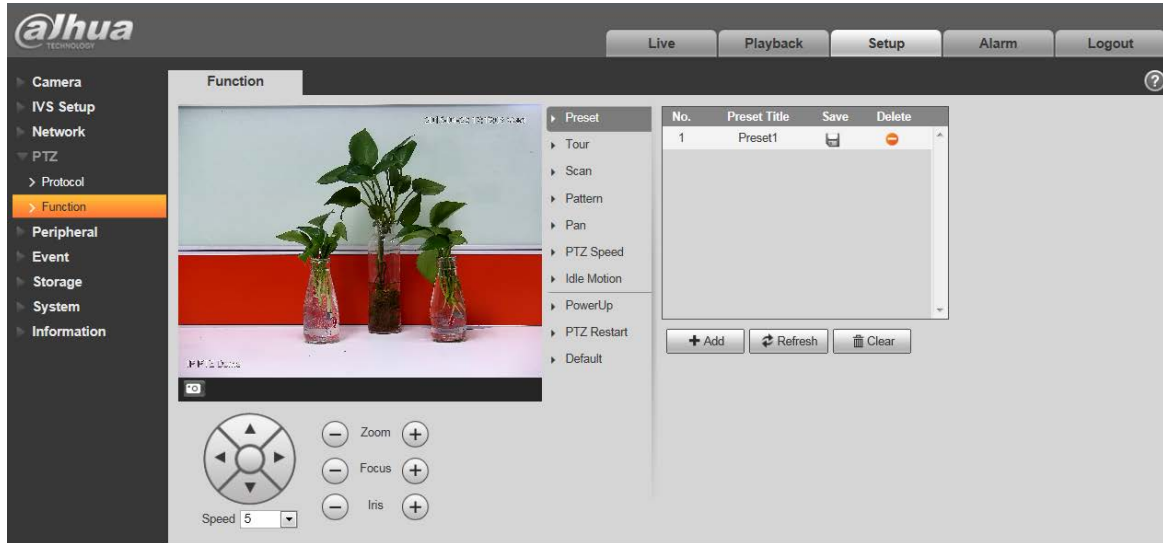 alhua
TECHNOLOGY
Live Playback Setup Alarm Logout
Camera
IVS Setup
Network
PTZ
Protocol
Function
Peripheral
Event
Storage
System
Information
Function
?
Preset
Tour
Scan
Pattern
Pan
PTZ Speed
Idle Motion
PowerUp
PTZ Restart
Default
No. Preset Title Save Delete
1 Preset1
Add Refresh Clear
Zoom
Focus
Iris
Speed 5